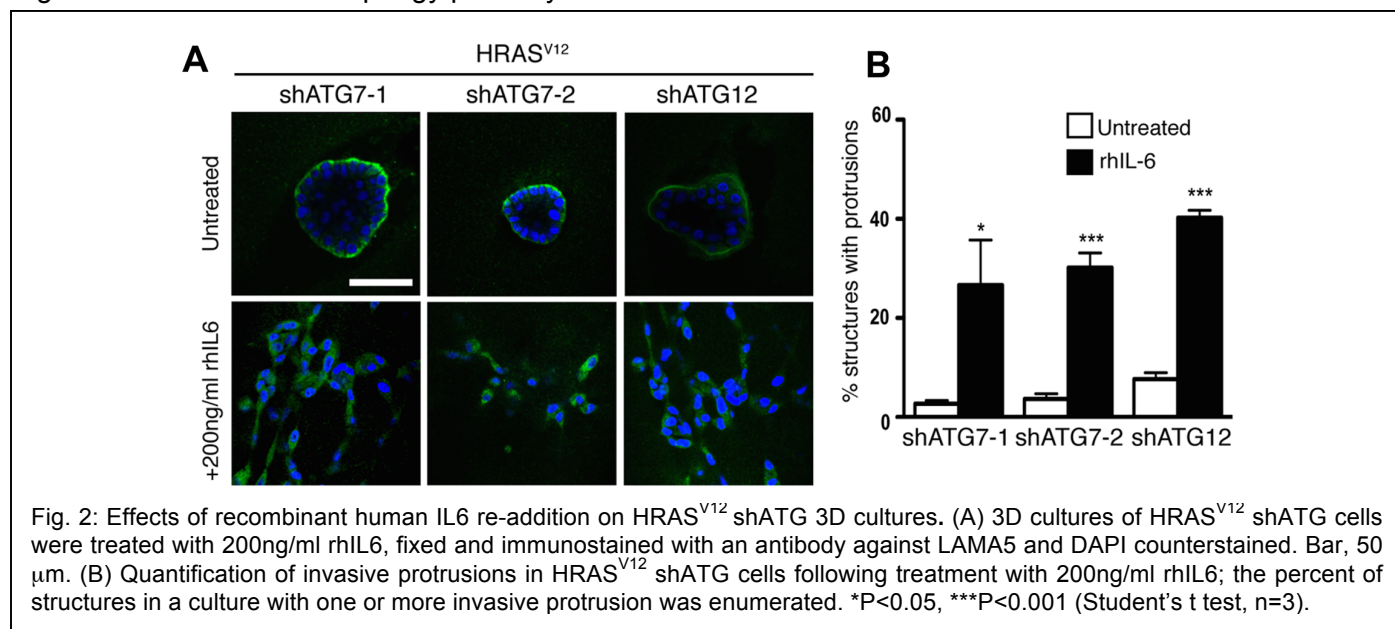 A
HRASV12
shATG7-1 shATG7-2 shATG12
Untreated
+200ng/ml rhIL6
B
% structures with protrusions
60
40
20
0
Untreated
rhIL-6
*
***
***
shATG7-1 shATG7-2 shATG12
Fig. 2: Effects of recombinant human IL6 re-addition on HRASV12 shATG 3D cultures. (A) 3D cultures of HRASV12 shATG cells
were treated with 200ng/ml rhIL6, fixed and immunostained with an antibody against LAMA5 and DAPI counterstained. Bar, 50
μm. (B) Quantification of invasive protrusions in HRASV12 shATG cells following treatment with 200ng/ml rhIL6; the percent of
structures in a culture with one or more invasive protrusion was enumerated. *P<0.05, ***P<0.001 (Student's t test, n=3).